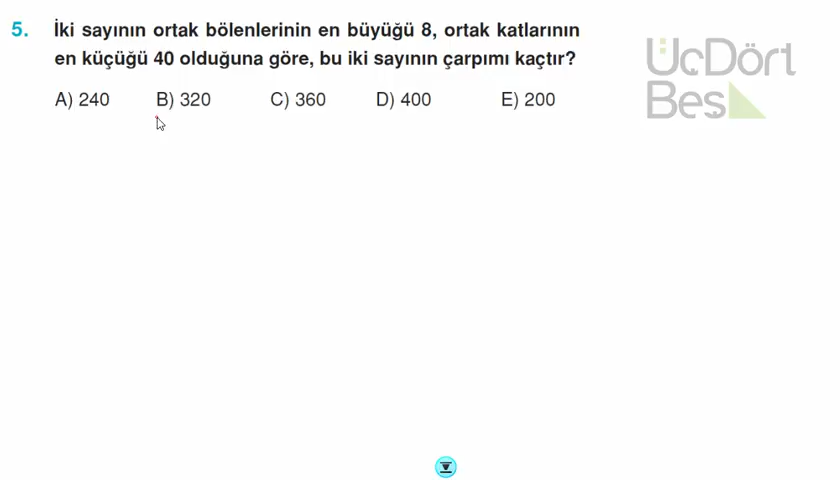 5. İki sayının ortak bölenlerinin en büyüğü 8, ortak katlarının
en küçüğü 40 olduğuna göre, bu iki sayının çarpımı kaçtır?
A) 240 B) 320 C) 360 D) 400 E) 200
ÜçDört
Beş